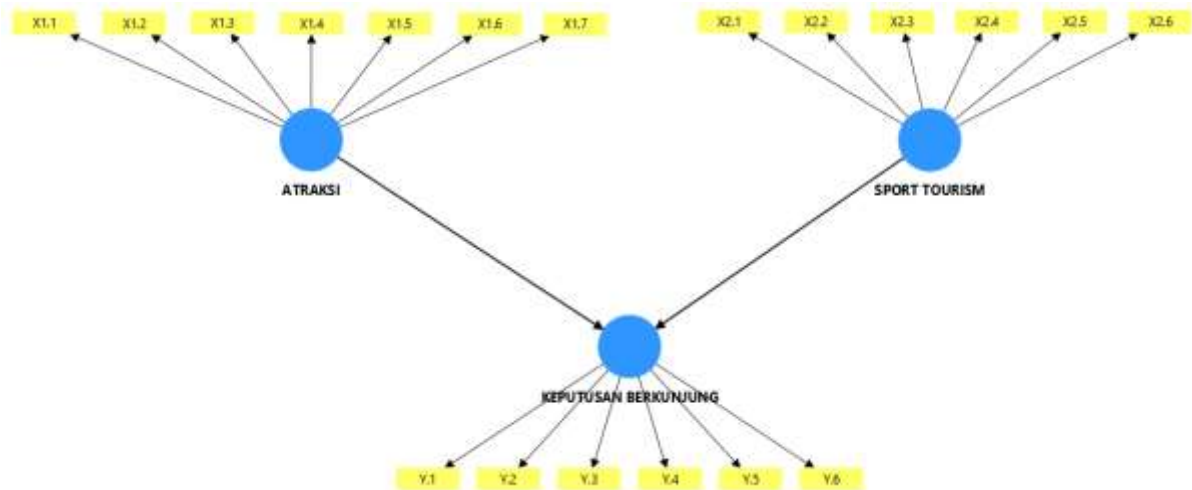 X1.1 X1.2 X1.3 X1.4 X1.5 X1.6 X1.7 X2.1 X2.2 X2.3 X2.4 X2.5 X2.6
ATRAKSI SPORT TOURISM
KEPUTUSAN BERKUNJUNG
Y.1 Y.2 Y.3 Y.4 Y.5 Y.6